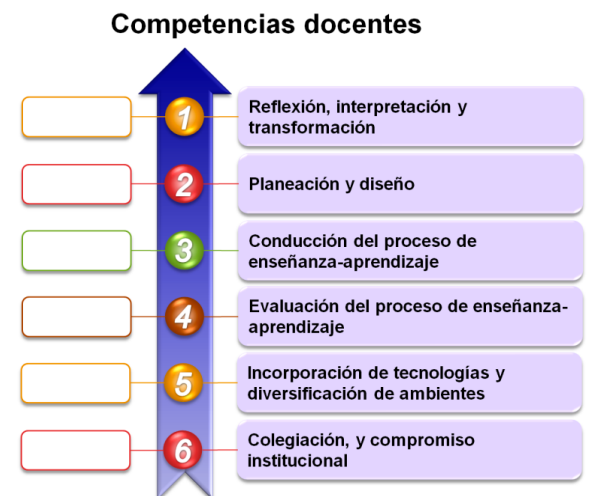 Competencias docentes
1
Reflexión, interpretación y
transformación
2
Planeación y diseño
3
Conducción del proceso de
enseñanza-aprendizaje
4
Evaluación del proceso de enseñanza-
aprendizaje
5
Incorporación de tecnologías y
diversificación de ambientes
6
Colegiación, y compromiso
institucional